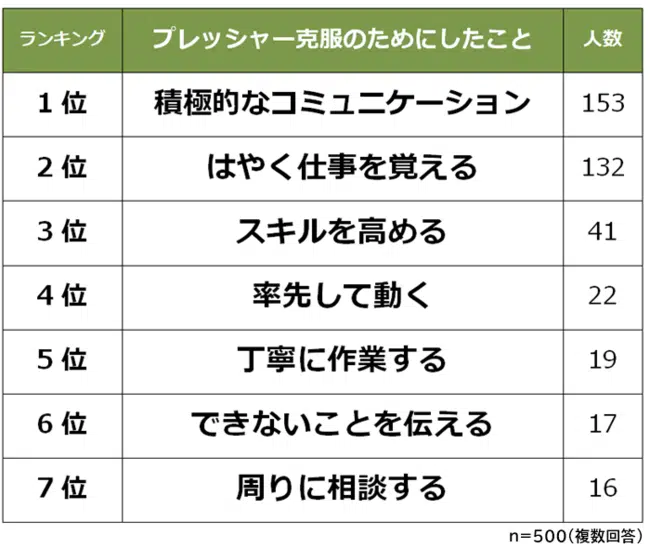 ランキング プレッシャー克服のためにしたこと 人数
1位 積極的なコミュニケーション 153
2位 はやく仕事を覚える 132
3位 スキルを高める 41
4位 率先して動く 22
5位 丁寧に作業する 19
6位 できないことを伝える 17
7位 周りに相談する 16
n=500(複数回答)